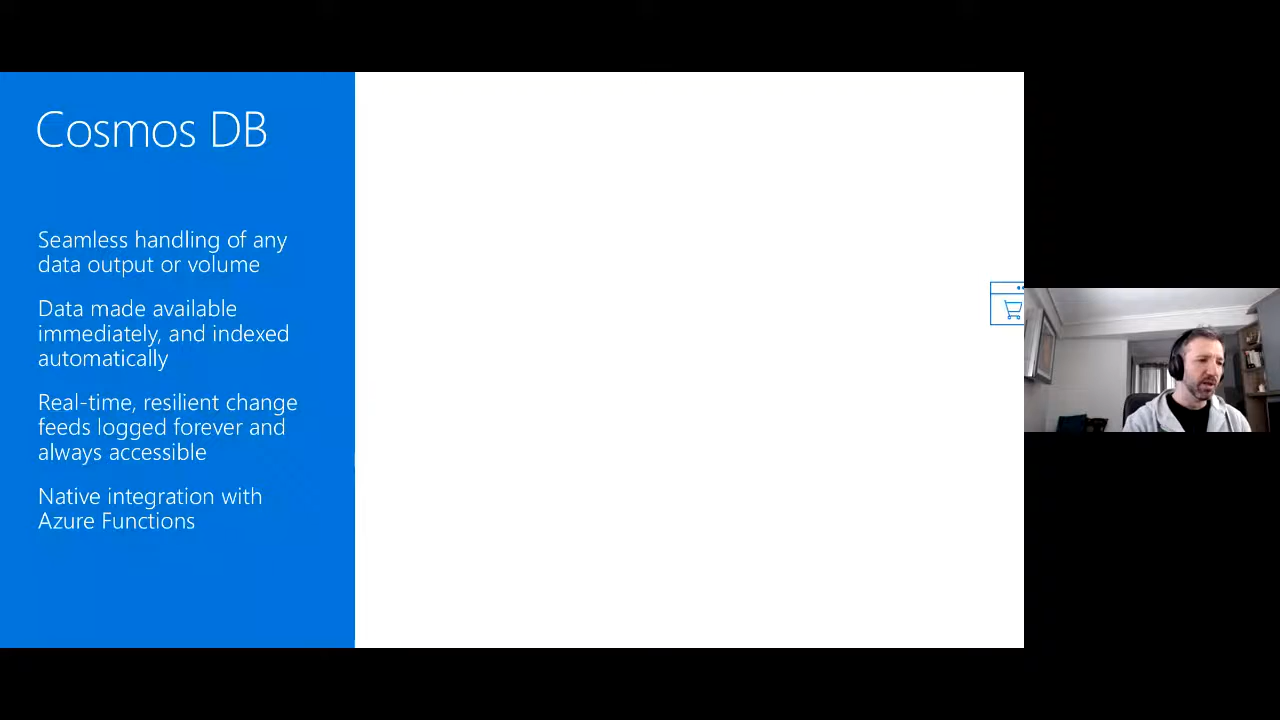 Cosmos DB
Seamless handling of any
data output or volume
Data made available
immediately, and indexed
automatically
Real-time, resilient change
feeds logged forever and
always accessible
Native integration with
Azure Functions